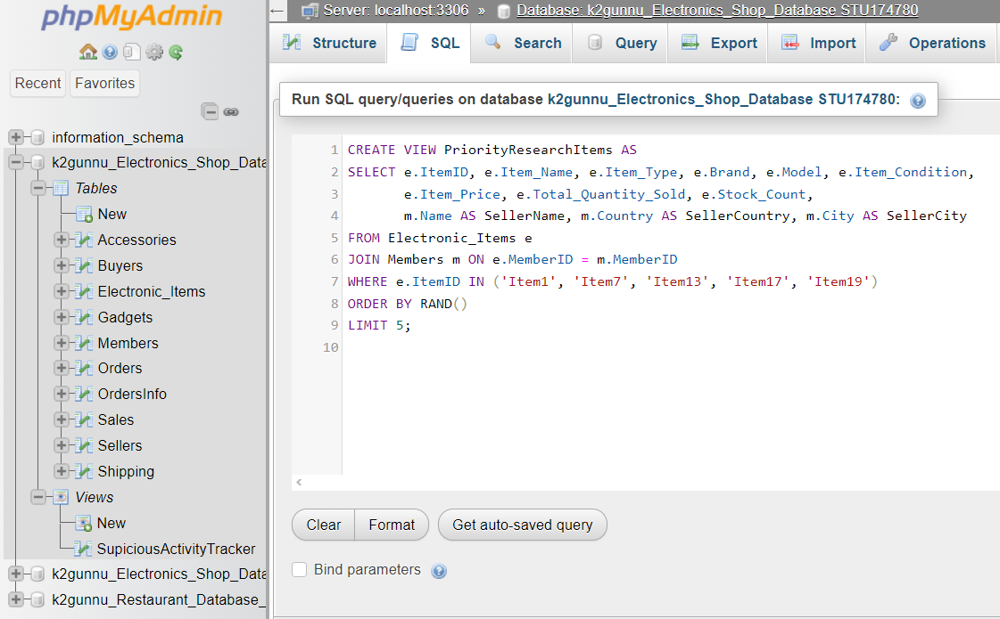 phpMyAdmin
Recent Favorites
information_schema
k2gunnu_Electronics_Shop_Data
Tables
New
Accessories
Buyers
Electronic_Items
Gadgets
Members
Orders
OrdersInfo
Sales
Sellers
Shipping
Views
New
SupiciousActivityTracker
k2gunnu_Electronics_Shop_Data
k2gunnu_Restaurant_Database_
Server: localhost:3306 » Database: k2gunnu_Electronics_Shop_Database STU174780
Structure SQL Search Query Export Import Operations
Run SQL query/queries on database k2gunnu_Electronics_Shop_Database STU174780:
1 CREATE VIEW PriorityResearchItems AS
2 SELECT e.ItemID, e.Item_Name, e.Item_Type, e.Brand, e.Model, e.Item_Condition,
3 e.Item_Price, e.Total_Quantity_Sold, e.Stock_Count,
4 m.Name AS SellerName, m.Country AS SellerCountry, m.City AS SellerCity
5 FROM Electronic_Items e
6 JOIN Members m ON e.MemberID = m.MemberID
7 WHERE e.ItemID IN ('Item1', 'Item7', 'Item13', 'Item17', 'Item19')
8 ORDER BY RAND()
9 LIMIT 5;
10
Clear Format Get auto-saved query
Bind parameters